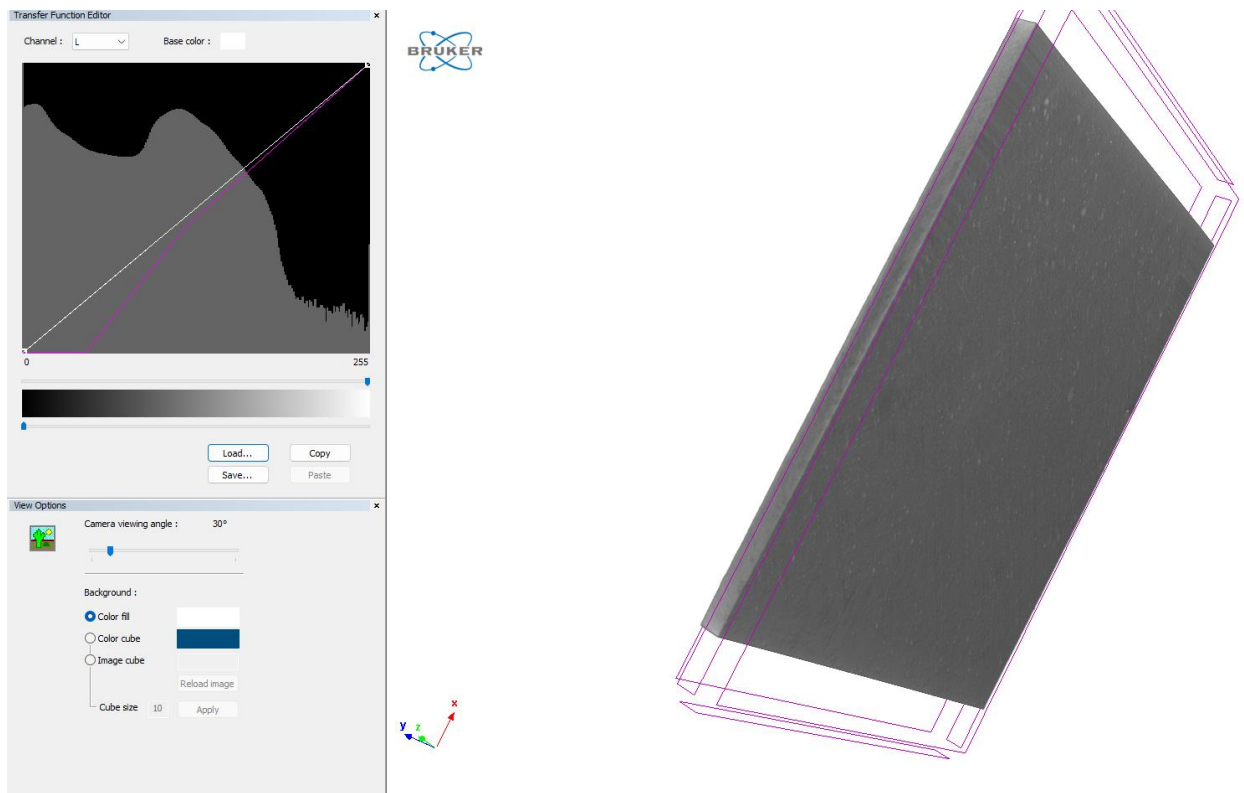 Transfer Function Editor
Channel : L Base color :
BRUKER
0 255
Load... Copy
Save... Paste
View Options
Camera viewing angle : 30°
Background :
Color fill
Color cube
Image cube
Reload image
Cube size 10 Apply
x
y z